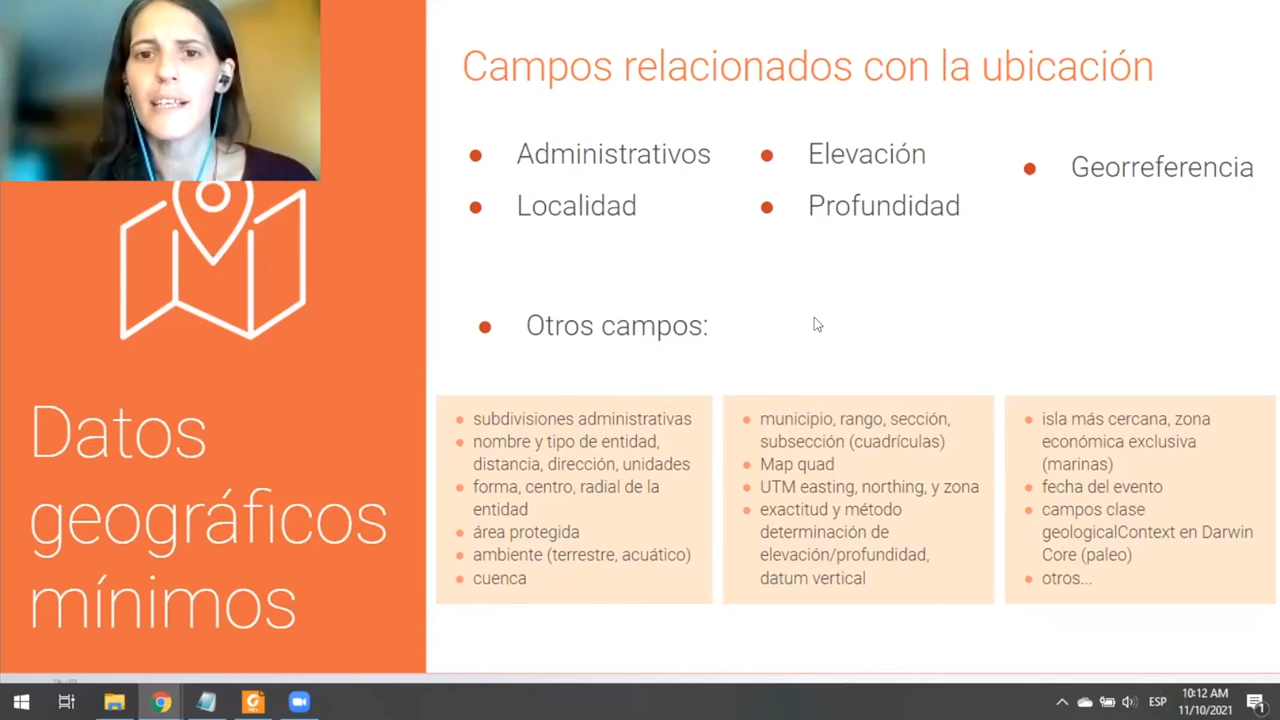 Campos relacionados con la ubicación
Administrativos
Localidad
Elevación
Profundidad
Georreferencia
Otros campos:
Datos
geográficos
mínimos
subdivisiones administrativas
nombre y tipo de entidad,
distancia, dirección, unidades
forma, centro, radial de la
entidad
área protegida
ambiente (terrestre, acuático)
cuenca
municipio, rango, sección,
subsección (cuadrículas)
Map quad
UTM easting, northing, y zona
exactitud y método
determinación de
elevación/profundidad,
datum vertical
isla más cercana, zona
económica exclusiva
(marinas)
fecha del evento
campos clase
geologicalContext en Darwin
Core (paleo)
otros...
ESP
10:12 AM
11/10/2021
1